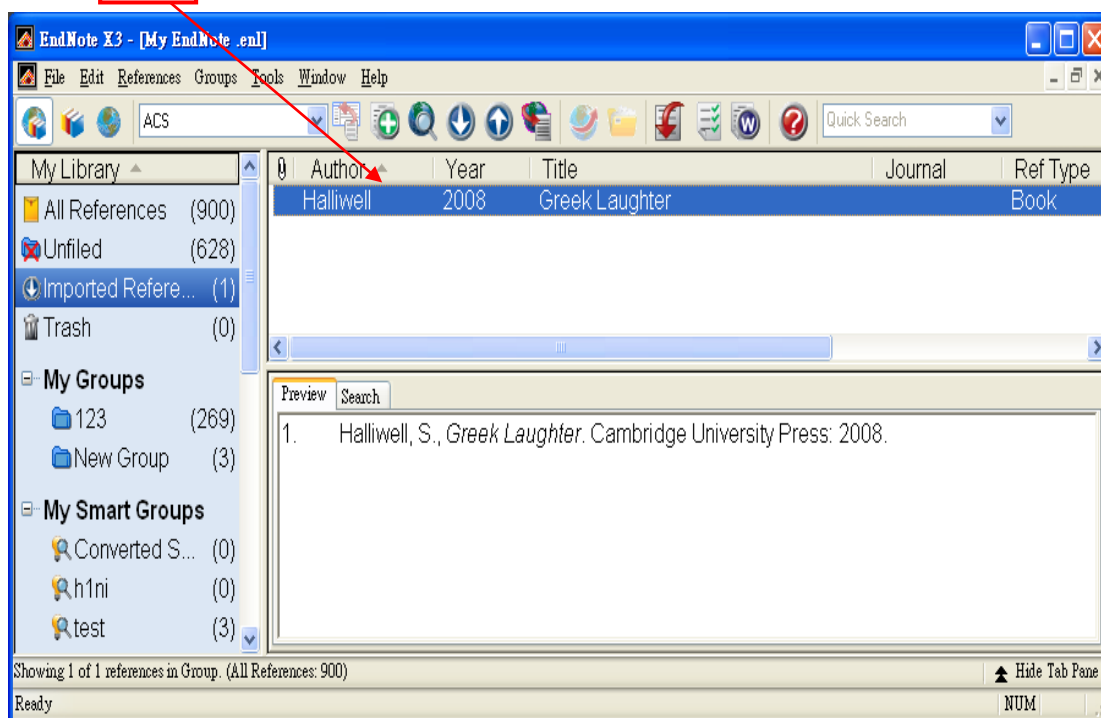 EndNote X3 - [My EndNote .enl]
File Edit References Groups Tools Window Help
ACS
Quick Search
My Library
Author Year Title Journal Ref Type
Halliwell 2008 Greek Laughter Book
All References (900)
Unfiled (628)
Imported Refere... (1)
Trash (0)
My Groups
123 (269)
New Group (3)
My Smart Groups
Converted S... (0)
h1ni (0)
test (3)
Preview Search
1. Halliwell, S., Greek Laughter. Cambridge University Press: 2008.
Showing 1 of 1 references in Group. (All References: 900)
Hide Tab Pane
Ready
NUM